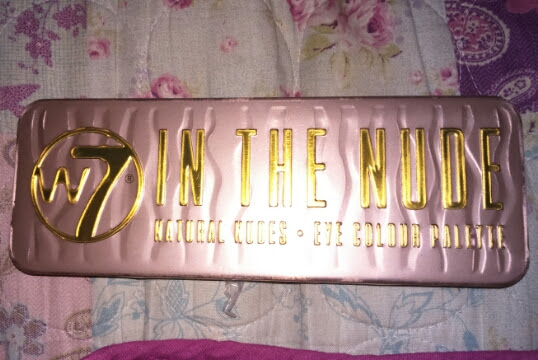 W7®
IN THE NUDE
NATURAL NUDES • EYE COLOUR PALETTE